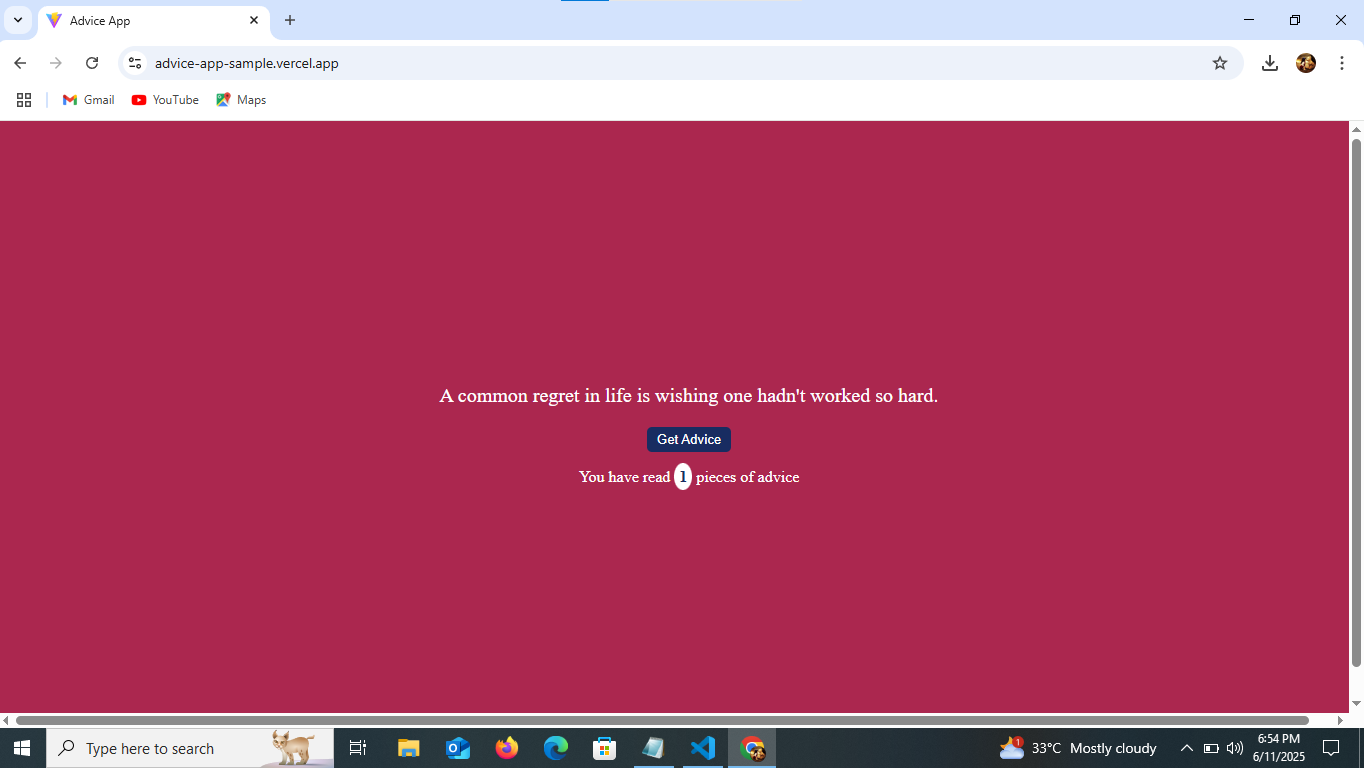 Advice App
advice-app-sample.vercel.app
Gmail YouTube Maps
A common regret in life is wishing one hadn't worked so hard.
Get Advice
You have read 1 pieces of advice
Type here to search
1
33°C Mostly cloudy
6:54 PM
6/11/2025